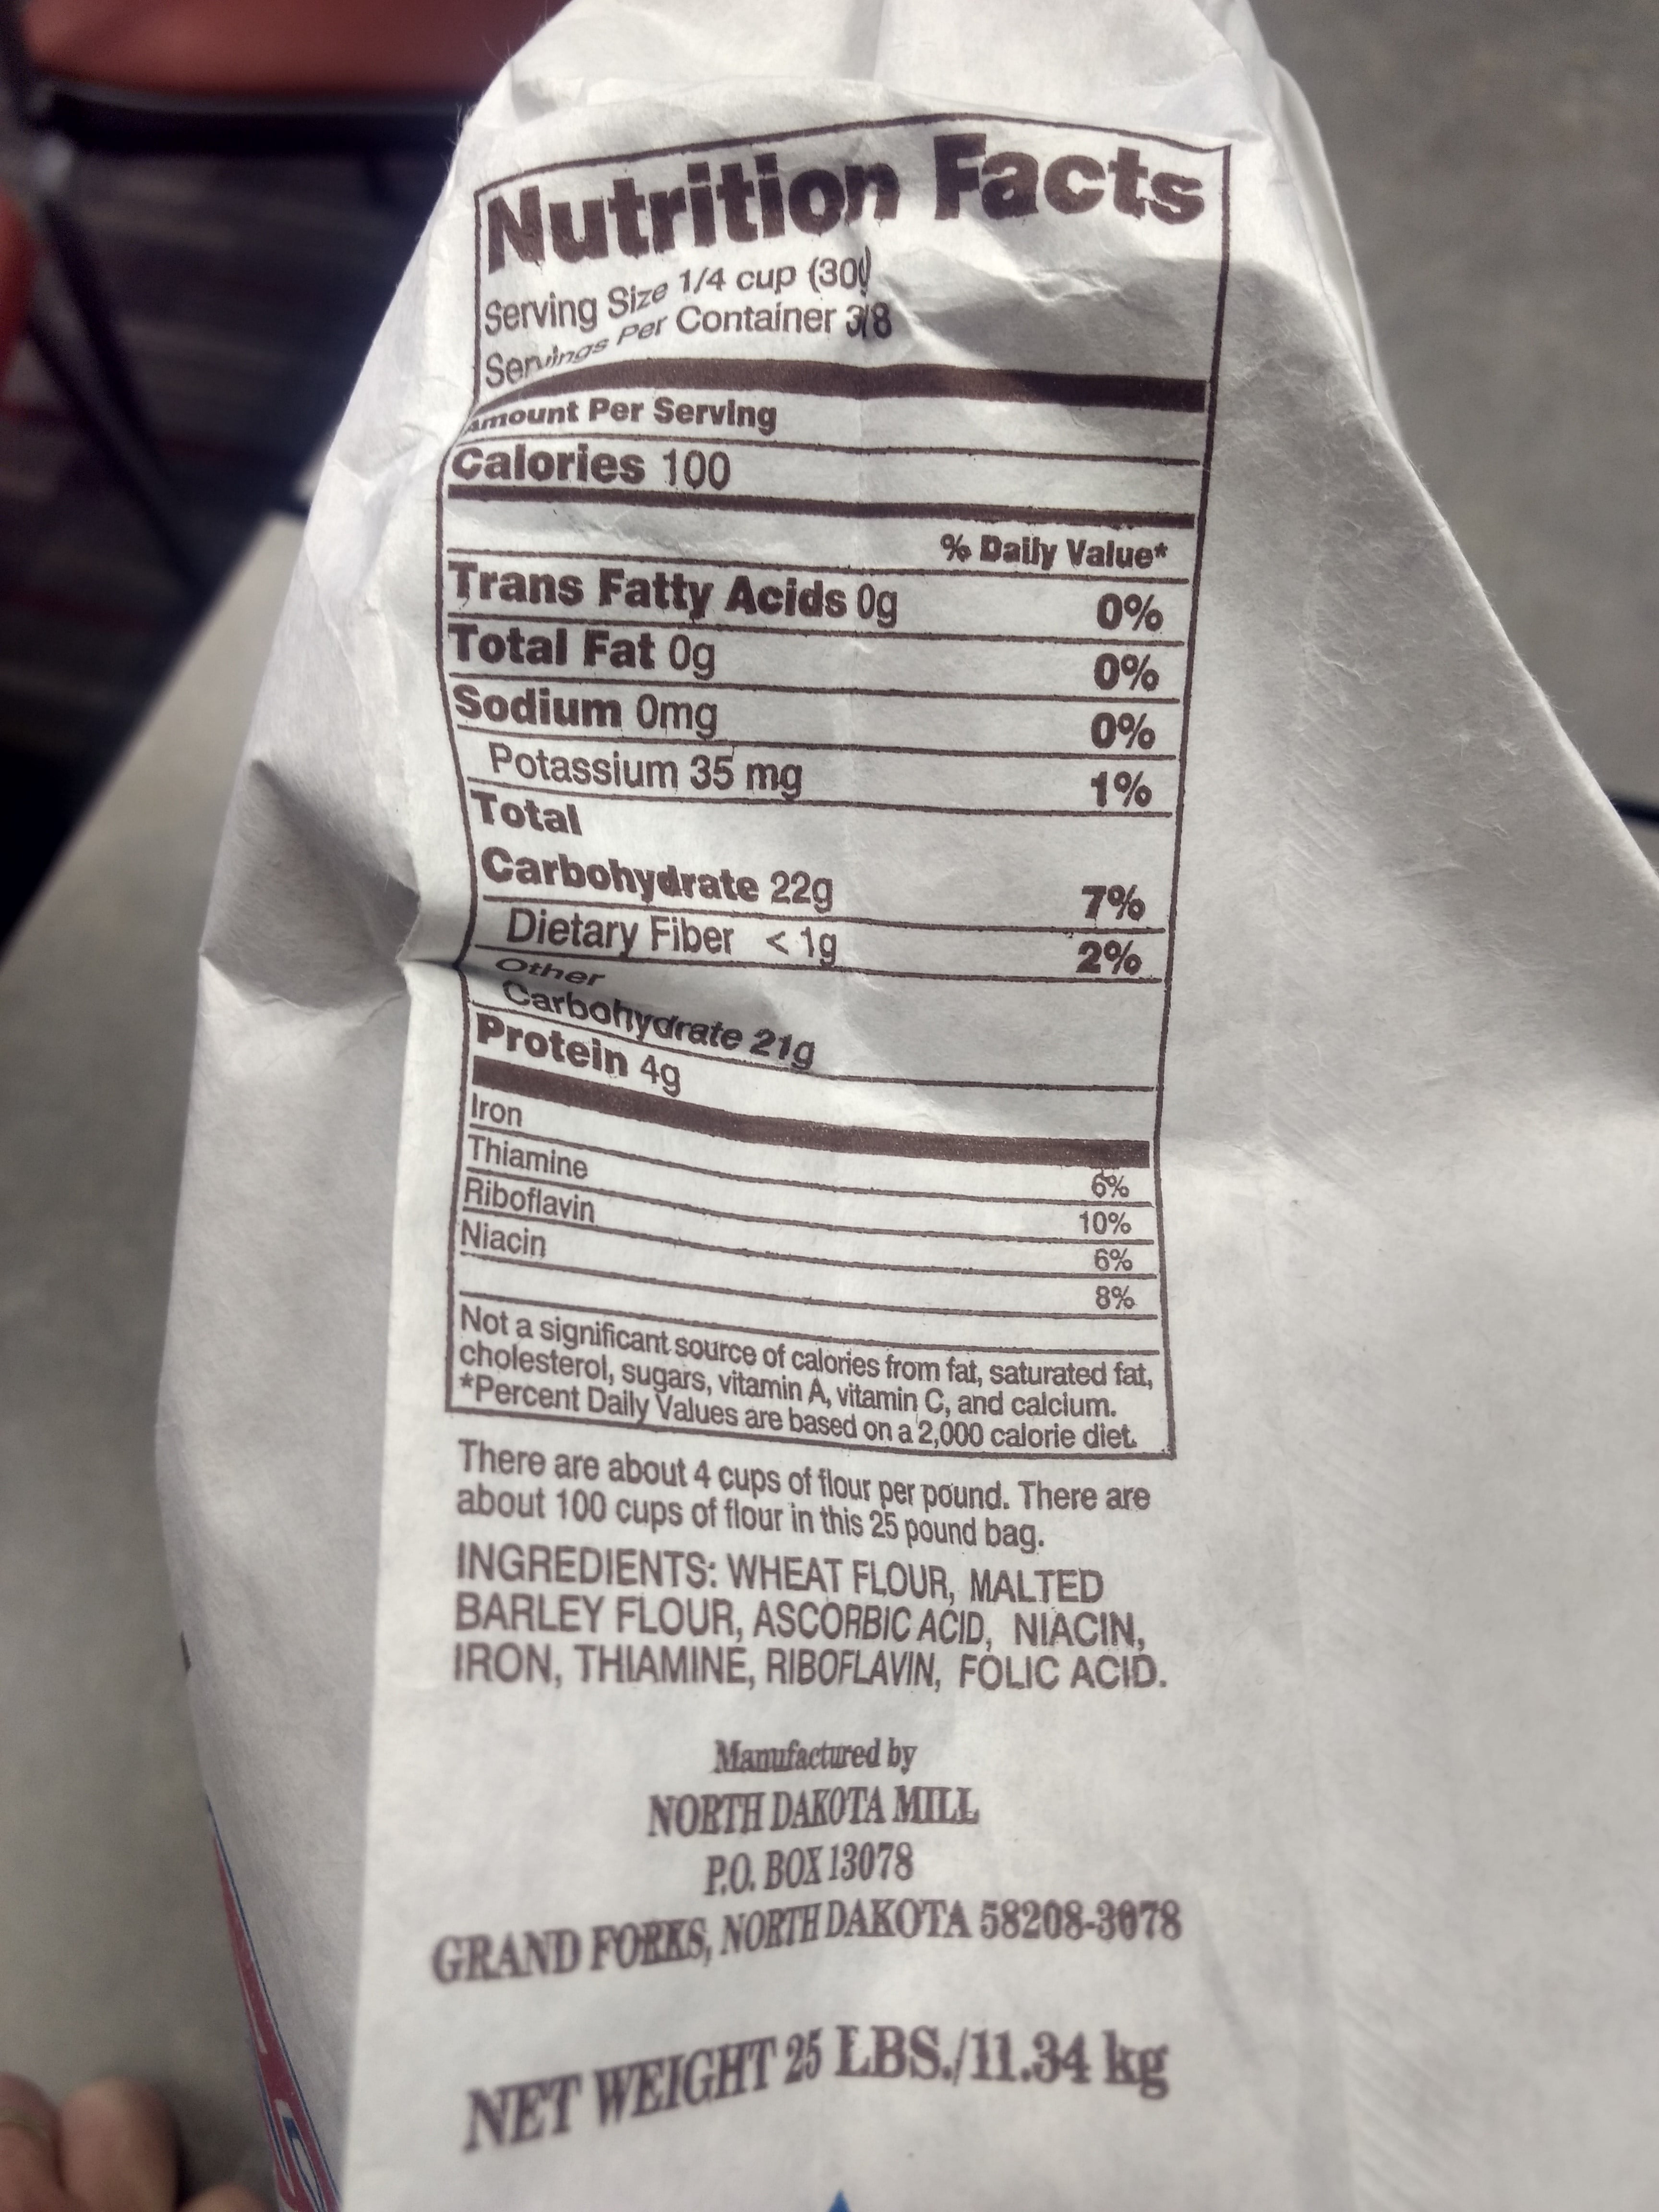 Nutrition Facts
Serving Size 1/4 cup (30
Servings Per Container
Amount Per Serving
Calories 100
% Daily Value*
Trans Fatty Acids 0g 0%
Total Fat 0g 0%
Sodium 0mg 0%
Potassium 35 mg 1%
Total
Carbohydrate 22g 7%
Dietary Fiber < 1g 2%
Other
Carbohydrate 21g
Protein 4g
Iron 6%
Thiamine 10%
Riboflavin 6%
Niacin 8%
Not a significant source of calories from fat, saturated fat,
cholesterol, sugars, vitamin A, vitamin C, and calcium.
*Percent Daily Values are based on a 2,000 calorie diet.
There are about 4 cups of flour per pound. There are
about 100 cups of flour in this 25 pound bag.
INGREDIENTS: WHEAT FLOUR, MALTED
BARLEY FLOUR, ASCORBIC ACID, NIACIN,
IRON, THIAMINE, RIBOFLAVIN, FOLIC ACID.
Manufactured by
NORTH DAKOTA MILL
P.O. BOX 13078
GRAND FORKS, NORTH DAKOTA 58208-3078
NET WEIGHT 25 LBS./11.34 kg